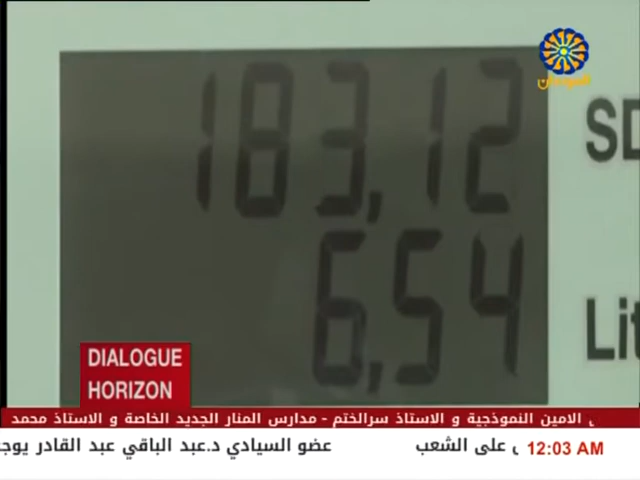 السودان
183,12
SD
6,54
Lit
DIALOGUE
HORIZON
الامين النموذجية و الاستاذ سرالختم - مدارس المنار الجديد الخاصة و الاستاذ محمد
على الشعب عضو السيادي د.عبد الباقي عبد القادر يوج
12:03 AM